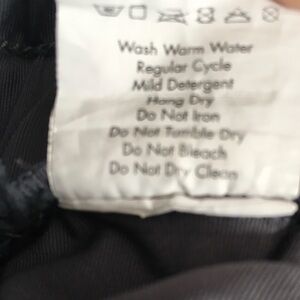 Wash Warm Water
Regular Cycle
Mild Detergent
Hang Dry
Do Not Iron
Do Not Tumble Dry
Do Not Bleach
Do Not Dry Clean